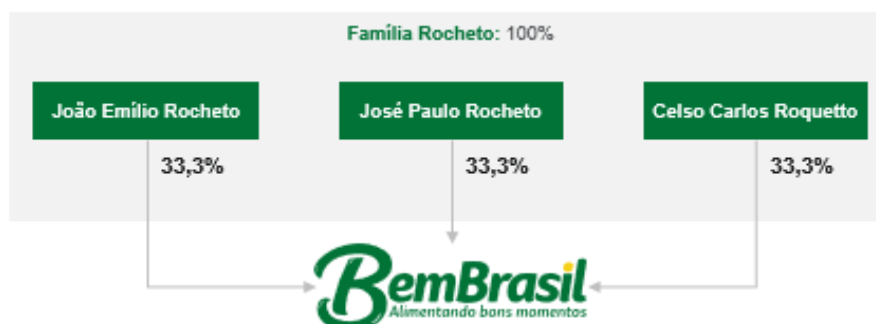 Família Rocheto: 100%
João Emílio Rocheto
José Paulo Rocheto
Celso Carlos Roquetto
33,3%
33,3%
33,3%
BemBrasil
Alimentando bons momentos